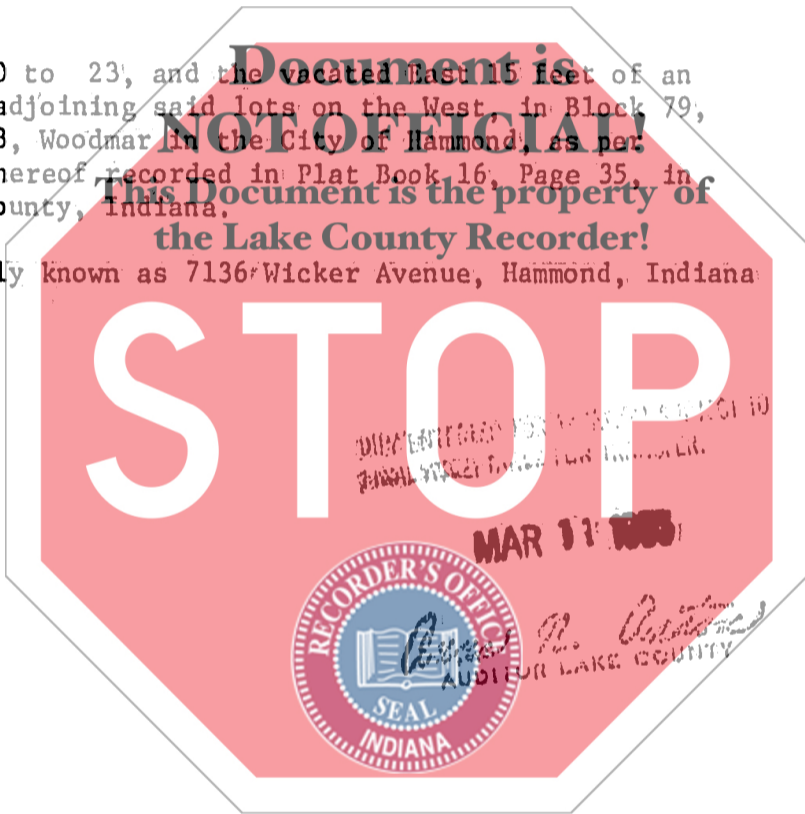 to 23, and the vacated East 15 feet of an
adjoining said lots on the West, in Block 79,
Woodmar in the City of Hammond, as per
hereof recorded in Plat Book 16, Page 35, in
County, Indiana.
ly known as 7136 Wicker Avenue, Hammond, Indiana
Document is
NOT OFFICIAL!
This Document is the property of
the Lake County Recorder!
STOP
MAR 11
AUDITOR LAKE COUNTY
RECORDER'S OFFICE
SEAL
INDIANA